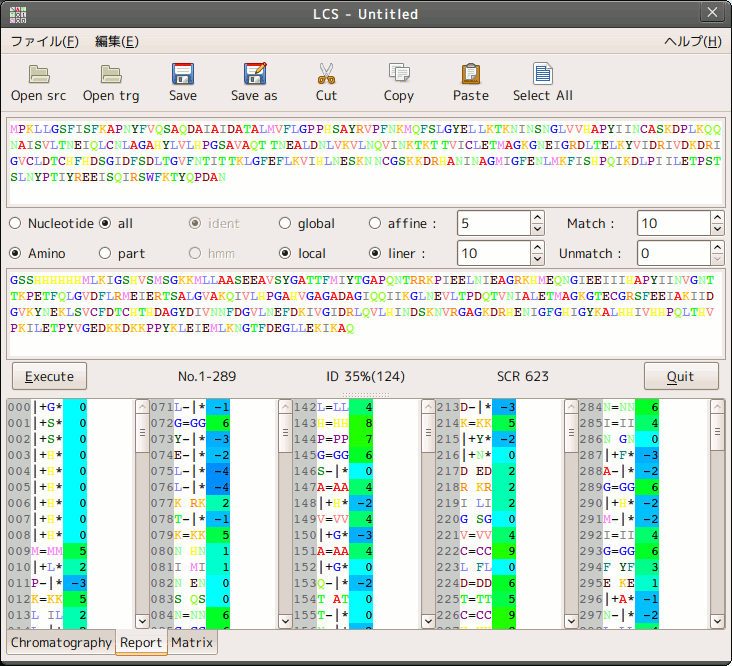 LCS - Untitled
ファイル(F) 編集(E) ヘルプ(H)
Open src Open trg Save Save as Cut Copy Paste Select All
MPKLLGSFISFKAPNYFVQSAQDAIAIDATALMVFLGPPHSAYRVPFNKMQFSLGYELLKTKNINSNGLVVHAPYIINCASKDPLKQQ
NAISVLTNEIQLCNLAGAHYLVLHPGSAVAQTTNEALDNLVKVLNQVINKTKTTVICLETMAGKGNEIGRDLTELKYVIDRIVDKDRI
GVCLDTCHFHDSGIDFSDLTGVFNTITTKLGFEFLKVIHLNESKNNCGSKKDRHANINAGMIGFENLMKFISHPQIKDLPIILETPST
SLNYPTIYREEISQIRSWFKTYQPDAN
Nucleotide all ident global affine : 5 Match : 10
Amino part hmm local liner : 10 Unmatch : 0
GSSHHHHHHMLKIGSHVSMSGKKMLLAASEEAVSYGATTFMIYTGAPQNTRRKPIEELNIEAGRKHMEQNGIEEIIIHAPYIINVGNT
TKPETFQLGVDFLRMEIERTSALGVAKQIVLHPGAHVGAGADAGIQQIIKGLNEVLTPDQTVNIALETMAGKGTECGRSFEEIAKIID
GVKYNEKLSVCFDTCHTHDAGYDIVNNFDGVLNEFDKIVGIDRLQVLHINDSKNVRGAGKDRHENIGFGHIGYKALHHIVHHPQLTHV
PKILETPYVGEDKKDKKPPYKLEIEMLKNGTFDEGLLEKIKAQ
Execute No.1-289 ID 35%(124) SCR 623 Quit
000|+G* 0 071L-|* -1 142L=LL 4 213D-|* -3 284N=NN 6
001|+S* 0 072G=GG 6 143H=HH 8 214K=KK 5 285I=II 4
002|+S* 0 073Y-|* -3 144P=PP 7 215|+Y* -2 286N GN 0
003|+H* 0 074E-|* -2 145G=GG 6 216|+N* 0 287|+F* -3
004|+H* 0 075L-|* -4 146S-|* 0 217D ED 2 288A-|* -2
005|+H* 0 076L-|* -4 147A=AA 4 218R KR 2 289G=GG 6
006|+H* 0 077K RK 2 148|+H* -2 219I LI 2 290|+H* -2
007|+H* 0 078T-|* -1 149V=VV 4 220G SG 0 291M-|* -2
008|+H* 0 079K=KK 5 150|+G* -3 221V=VV 4 292I=II 4
009M=MM 5 080N HN 1 151A=AA 4 222C=CC 9 293G=GG 6
010|+L* 2 081I MI 1 152|+G* 0 223L FL 0 294F YF 3
011P-|* -3 082N EN 0 153Q-|* -2 224D=DD 6 295E KE 1
012K=KK 5 083S QS 0 154T AT 0 225T=TT 5 296|+A* -1
013L IL 2 084N=NN 6 155T-|* 0 226C=CC 9 297N-|* -2
Chromatography Report Matrix